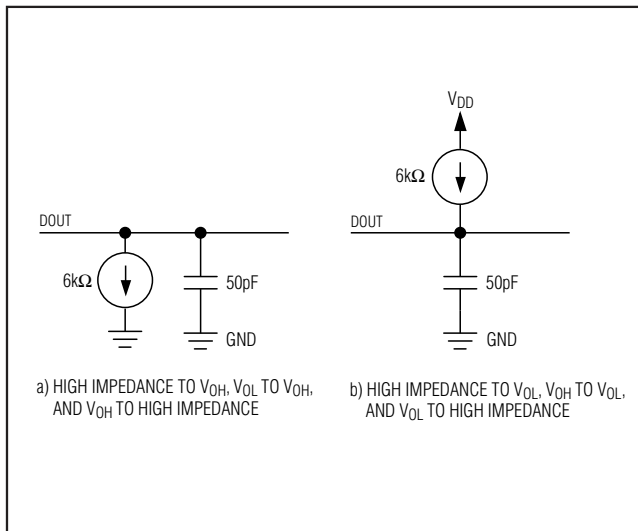 DOUT
6kΩ
50pF
GND
a) HIGH IMPEDANCE TO VOH, VOL TO VOH,
AND VOH TO HIGH IMPEDANCE
VDD
6kΩ
DOUT
50pF
GND
b) HIGH IMPEDANCE TO VOL, VOH TO VOL,
AND VOL TO HIGH IMPEDANCE